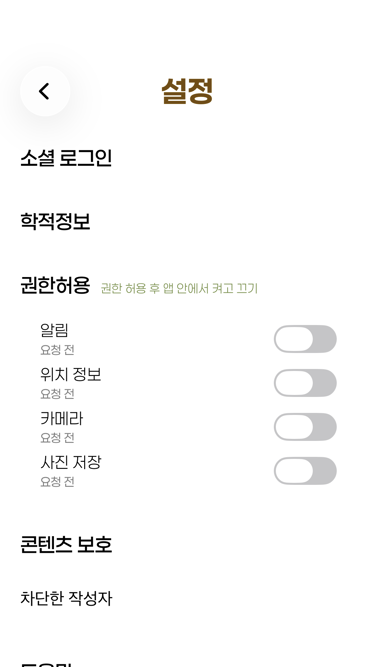 설정
소셜 로그인
학적정보
권한허용 권한 허용 후 앱 안에서 켜고 끄기
알림
요청 전
위치 정보
요청 전
카메라
요청 전
사진 저장
요청 전
콘텐츠 보호
차단한 작성자